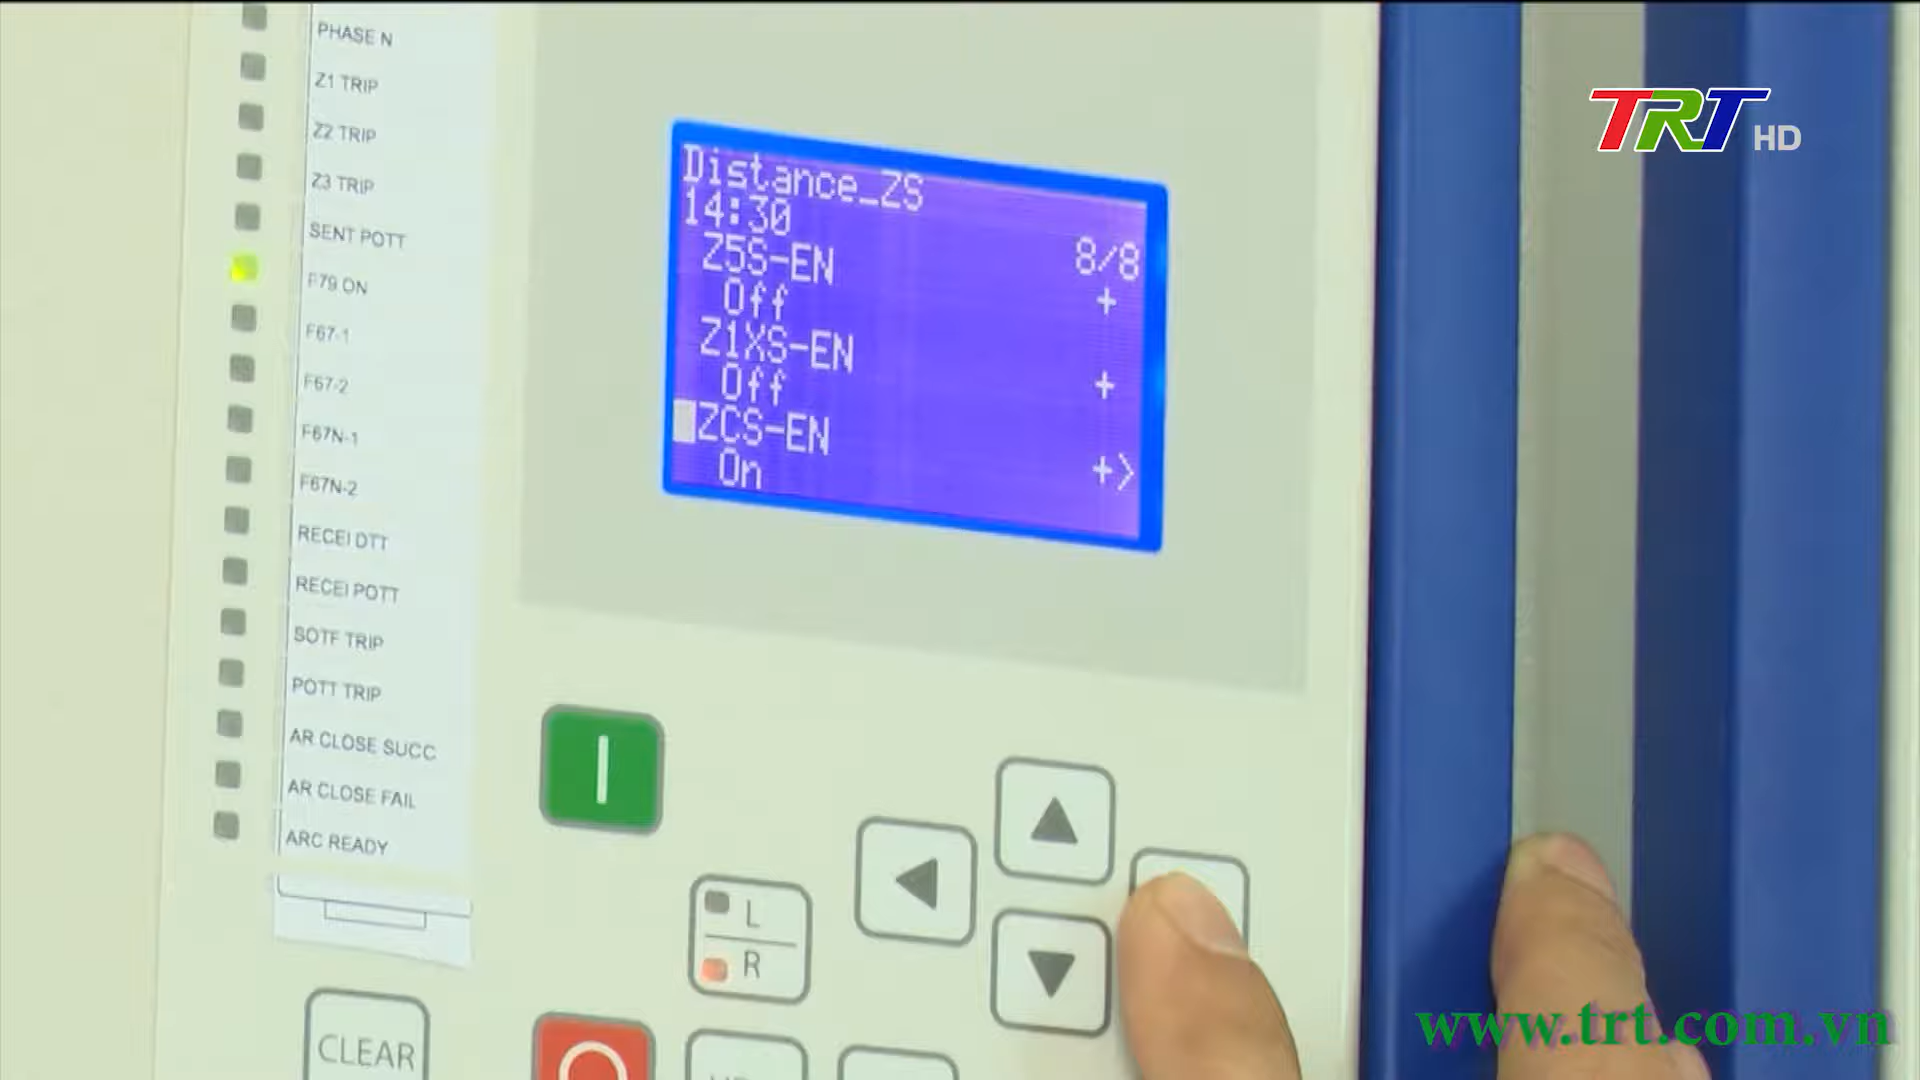 PHASE N
Z1 TRIP
Z2 TRIP
Z3 TRIP
SENT POTT
F79 ON
F67-1
F67-2
F67N-1
F67N-2
RECEI DTT
RECEI POTT
SOTF TRIP
POTT TRIP
AR CLOSE SUCC
AR CLOSE FAIL
ARC READY
Distance_ZS
14:30 8/8
Z5S-EN
Off +
Z1XS-EN
Off +
ZCS-EN
On +>
L
R
CLEAR
TRT HD
www.trt.com.vn